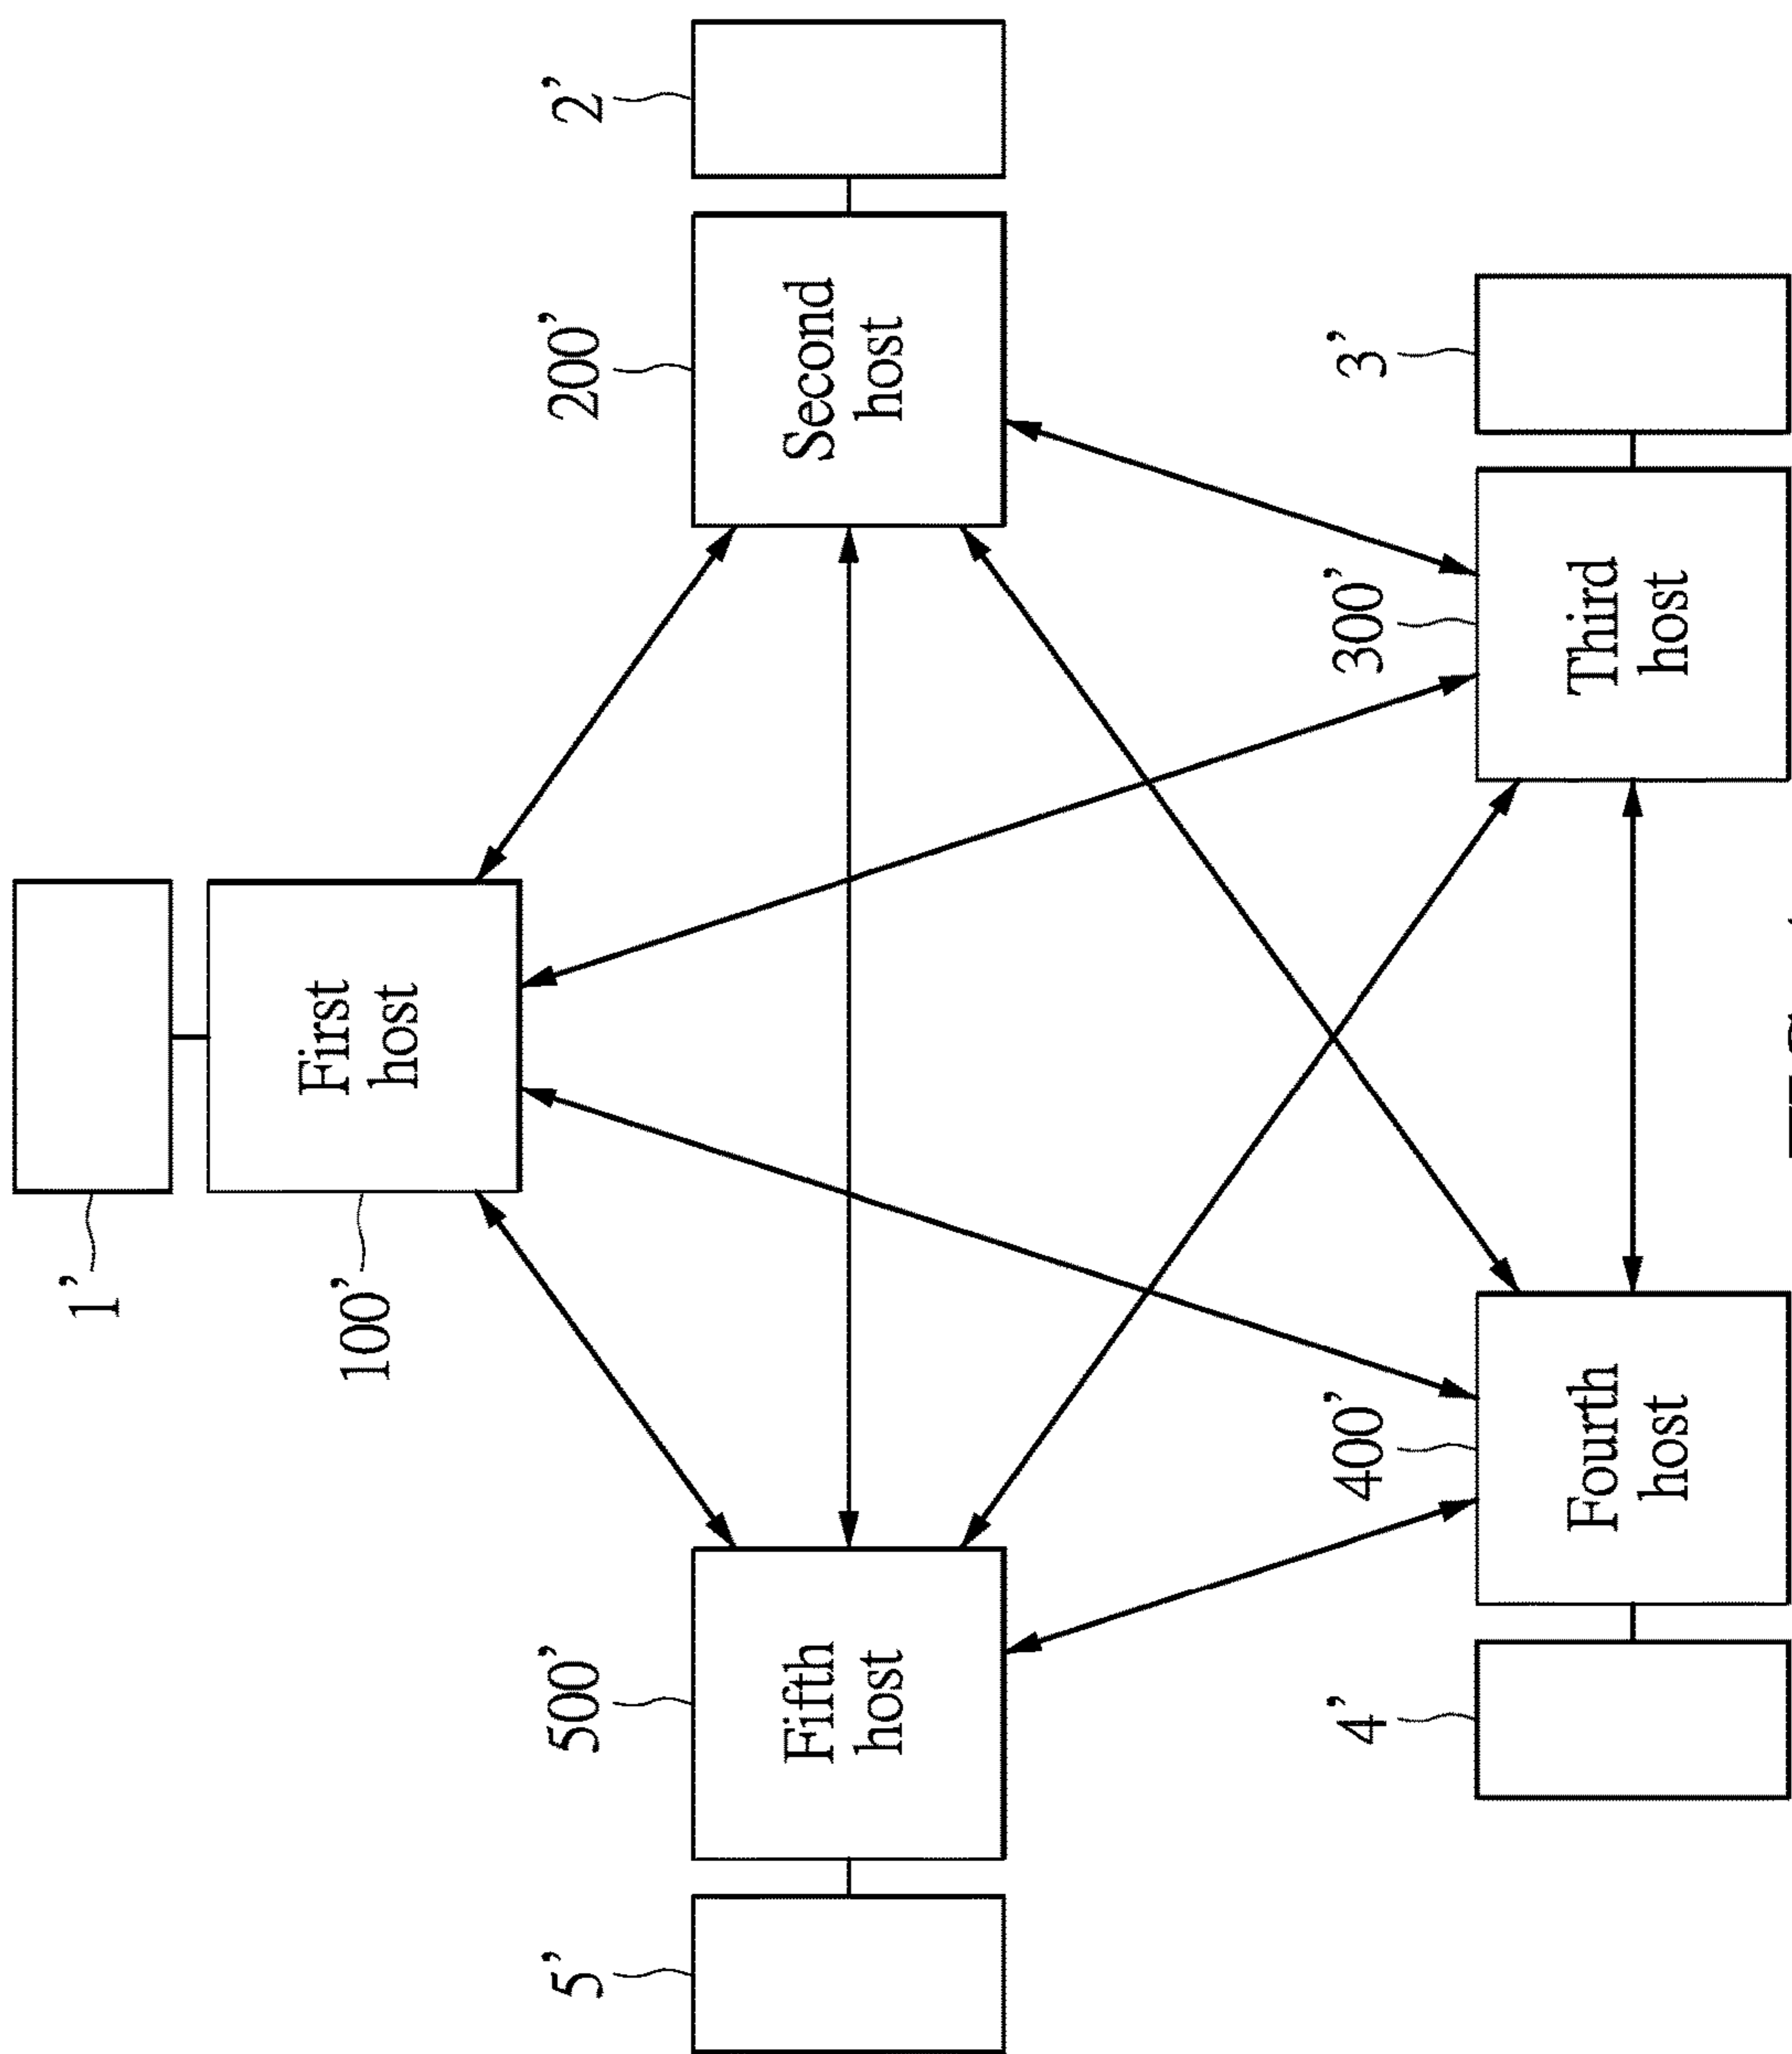 1’
100’
First
host
5’
500’
Fifth
host
200’
Second
host
2’
4’
400’
Fourth
host
300’
Third
host
3’